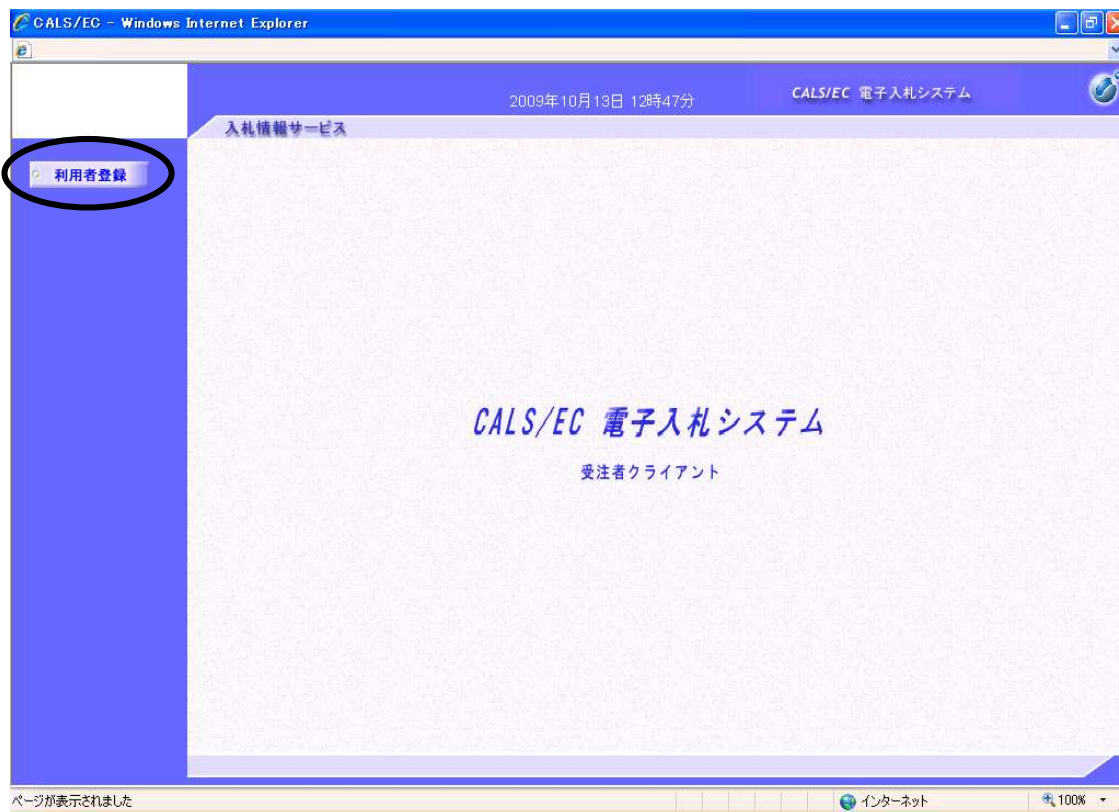 CALS/EC - Windows Internet Explorer
2009年10月13日 12時47分
CALS/EC 電子入札システム
入札情報サービス
利用者登録
CALS/EC 電子入札システム
受注者クライアント
ページが表示されました
インターネット
100%